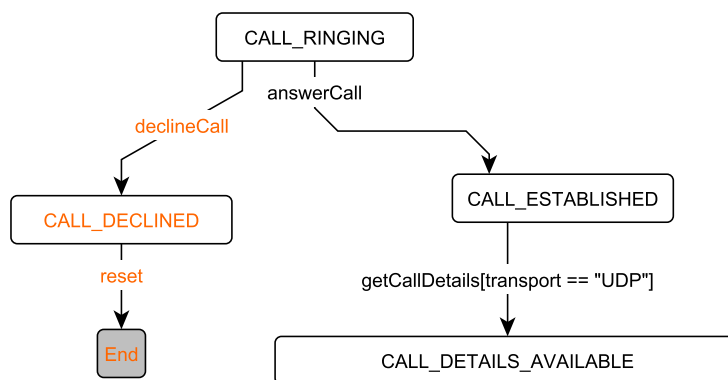 CALL_RINGING
answerCall
declineCall
CALL_ESTABLISHED
CALL_DECLINED
reset
getCallDetails[transport == "UDP"]
End
CALL_DETAILS_AVAILABLE